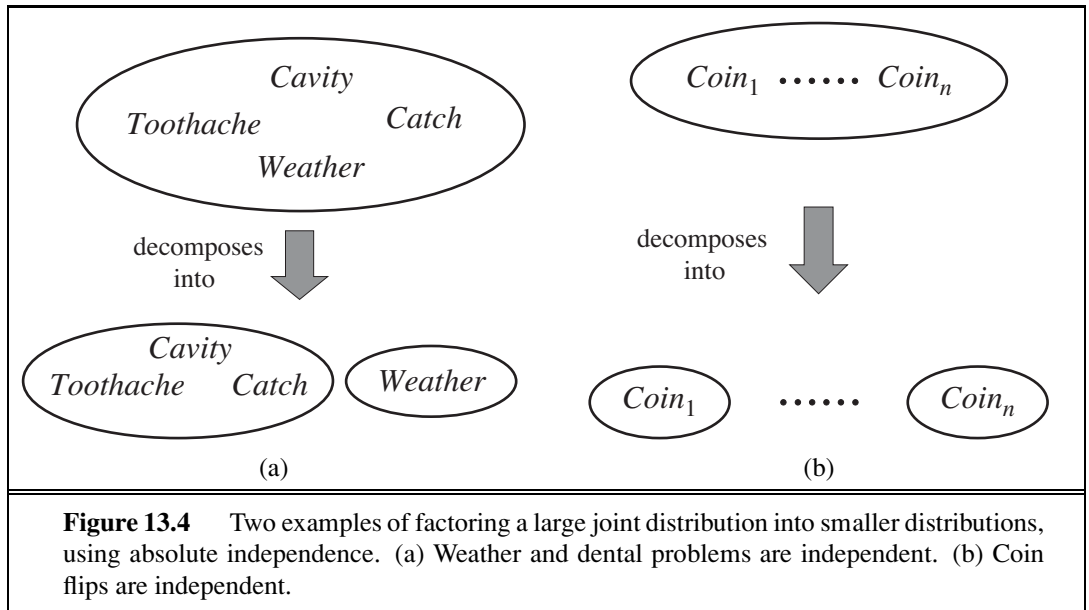 Cavity
Toothache Catch
Weather
decomposes
into
Cavity
Toothache Catch
Weather
(a)
Coin₁ ...... Coinₙ
decomposes
into
Coin₁ ...... Coinₙ
(b)
Figure 13.4 Two examples of factoring a large joint distribution into smaller distributions,
using absolute independence. (a) Weather and dental problems are independent. (b) Coin
flips are independent.